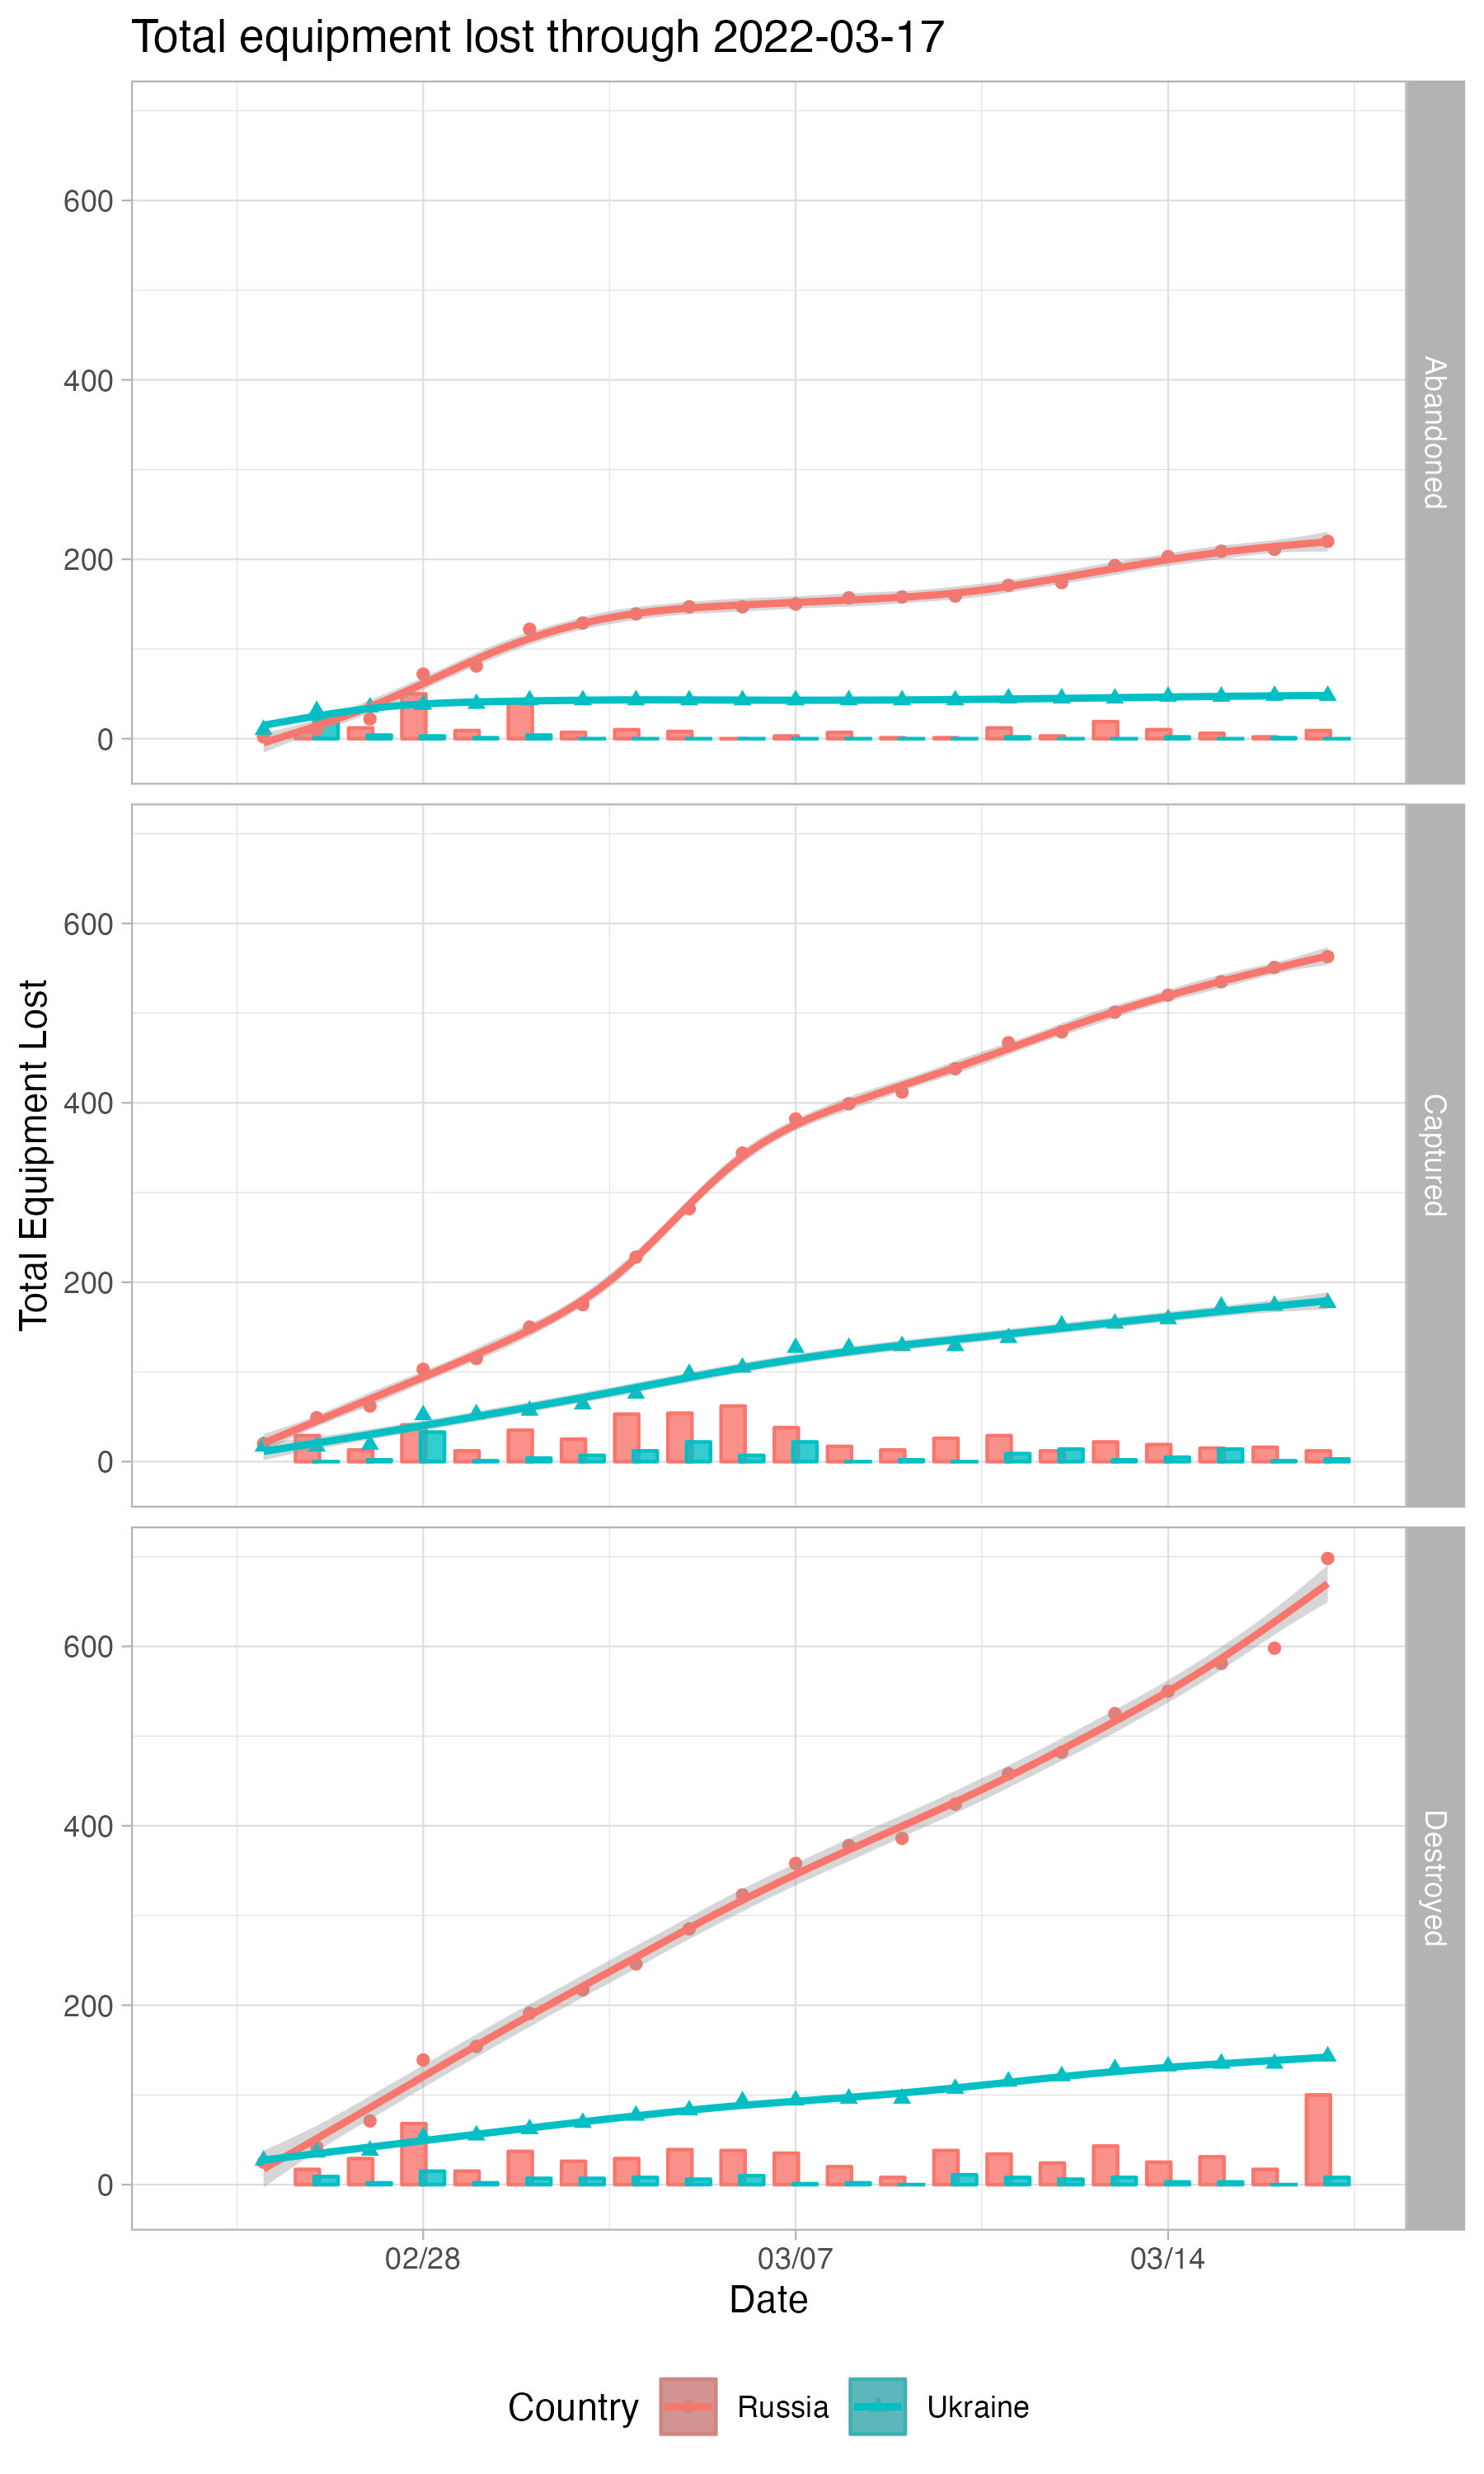 Total equipment lost through 2022-03-17
600
400
200
0
Abandoned
Total Equipment Lost
600
400
200
0
Captured
600
400
200
0
Destroyed
02/28 03/07 03/14
Date
Country Russia Ukraine